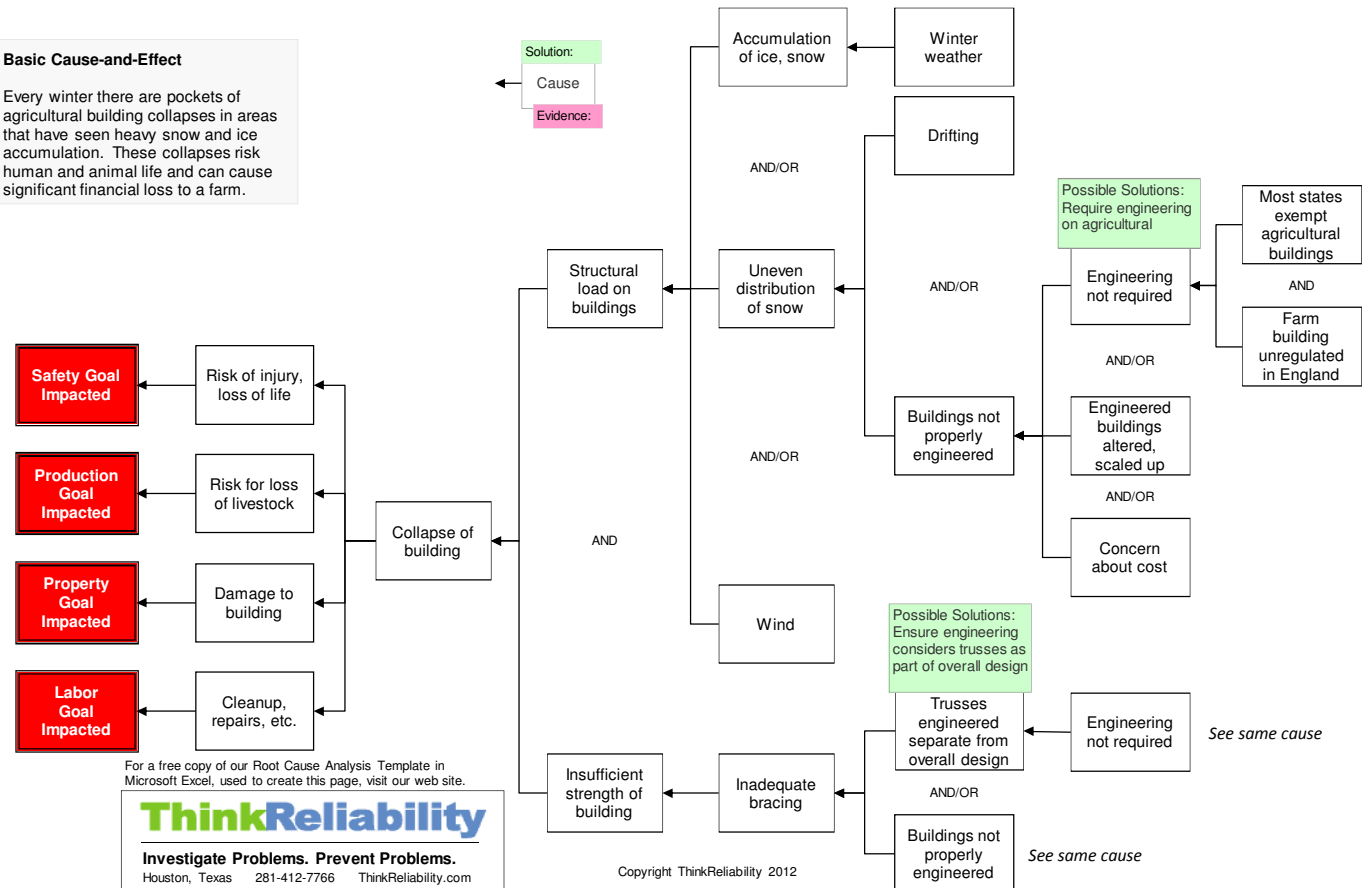 Basic Cause-and-Effect
Every winter there are pockets of
agricultural building collapses in areas
that have seen heavy snow and ice
accumulation. These collapses risk
human and animal life and can cause
significant financial loss to a farm.
Solution:
Cause
Evidence:
Safety Goal
Impacted
Risk of injury,
loss of life
Production
Goal
Impacted
Risk for loss
of livestock
Property
Goal
Impacted
Damage to
building
Labor
Goal
Impacted
Cleanup,
repairs, etc.
Collapse of
building
Structural
load on
buildings
AND
Insufficient
strength of
building
Accumulation
of ice, snow
Winter
weather
AND/OR
Uneven
distribution
of snow
AND/OR
Wind
Drifting
AND/OR
Buildings not
properly
engineered
Possible Solutions:
Require engineering
on agricultural
Engineering
not required
Most states
exempt
agricultural
buildings
AND
Farm
building
unregulated
in England
AND/OR
Engineered
buildings
altered,
scaled up
AND/OR
Concern
about cost
Inadequate
bracing
Possible Solutions:
Ensure engineering
considers trusses as
part of overall design
Trusses
engineered
separate from
overall design
Engineering
not required
See same cause
AND/OR
Buildings not
properly
engineered
See same cause
For a free copy of our Root Cause Analysis Template in
Microsoft Excel, used to create this page, visit our web site.
ThinkReliability
Investigate Problems. Prevent Problems.
Houston, Texas 281-412-7766 ThinkReliability.com
Copyright ThinkReliability 2012